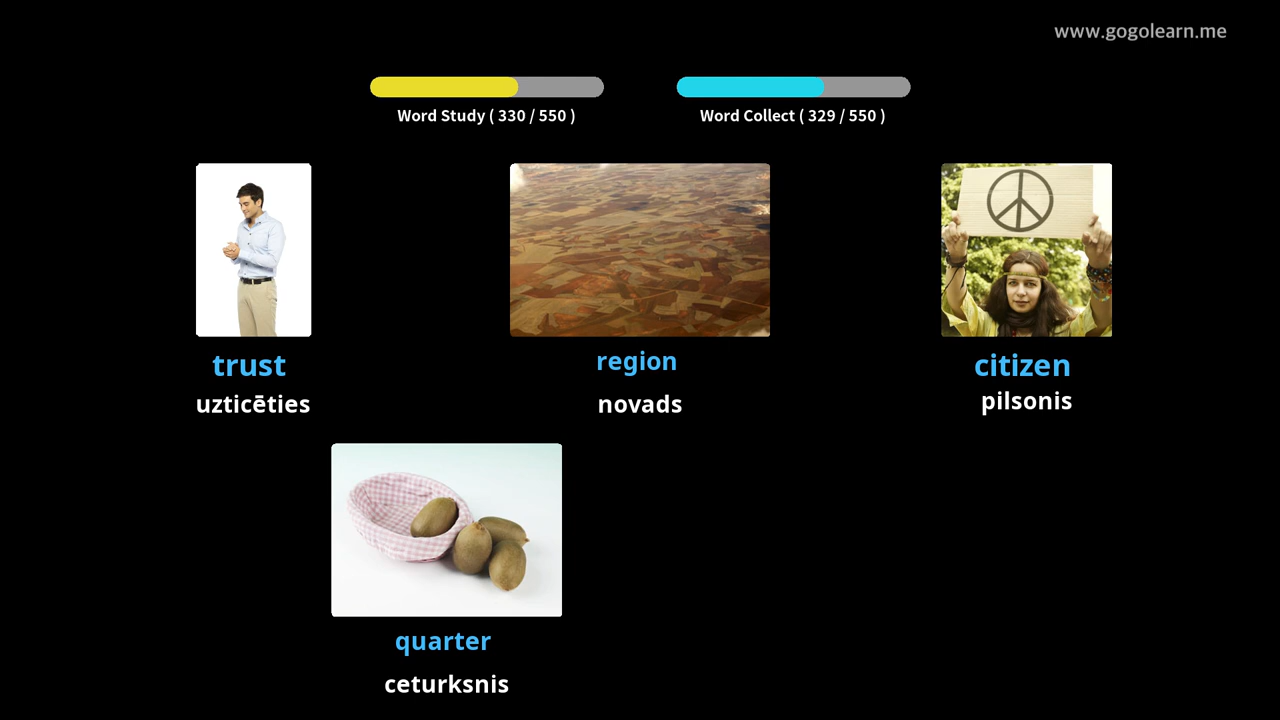 www.gogolearn.me
Word Study ( 330 / 550 )
Word Collect ( 329 / 550 )
trust
region
citizen
uzticēties
novads
pilsonis
quarter
ceturksnis